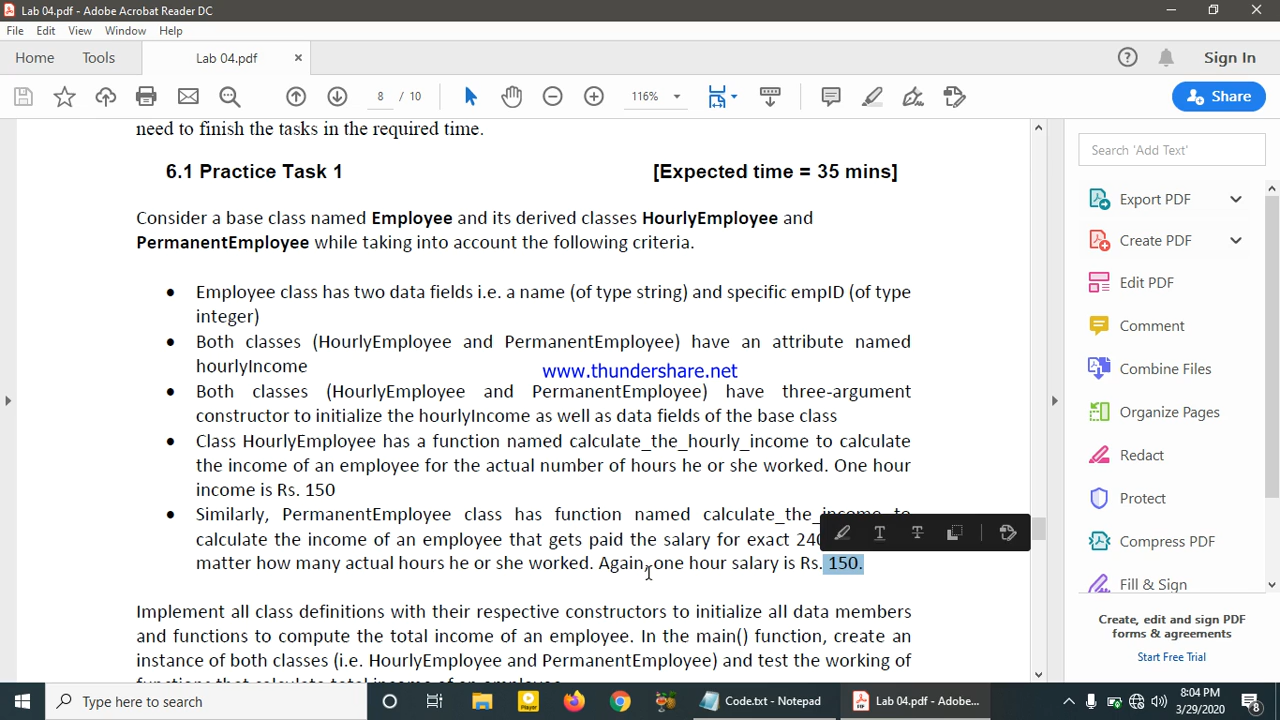 Lab 04.pdf - Adobe Acrobat Reader DC
File Edit View Window Help
Home Tools Lab 04.pdf × Sign In
8 / 10 116% Share
need to finish the tasks in the required time.
6.1 Practice Task 1 [Expected time = 35 mins]
Consider a base class named Employee and its derived classes HourlyEmployee and
PermanentEmployee while taking into account the following criteria.
• Employee class has two data fields i.e. a name (of type string) and specific empID (of type
integer)
• Both classes (HourlyEmployee and PermanentEmployee) have an attribute named
hourlyIncome
www.thundershare.net
• Both classes (HourlyEmployee and PermanentEmployee) have three-argument
constructor to initialize the hourlyIncome as well as data fields of the base class
• Class HourlyEmployee has a function named calculate_the_hourly_income to calculate
the income of an employee for the actual number of hours he or she worked. One hour
income is Rs. 150
• Similarly, PermanentEmployee class has function named calculate_the_income to
calculate the income of an employee that gets paid the salary for exact 240
matter how many actual hours he or she worked. Again, one hour salary is Rs. 150.
Implement all class definitions with their respective constructors to initialize all data members
and functions to compute the total income of an employee. In the main() function, create an
instance of both classes (i.e. HourlyEmployee and PermanentEmployee) and test the working of
functions that calculate total income of an employee.
Search 'Add Text'
Export PDF
Create PDF
Edit PDF
Comment
Combine Files
Organize Pages
Redact
Protect
Compress PDF
Fill & Sign
Create, edit and sign PDF
forms & agreements
Start Free Trial
Type here to search
Player
Code.txt - Notepad
Lab 04.pdf - Adobe...
8:04 PM
3/29/2020
8